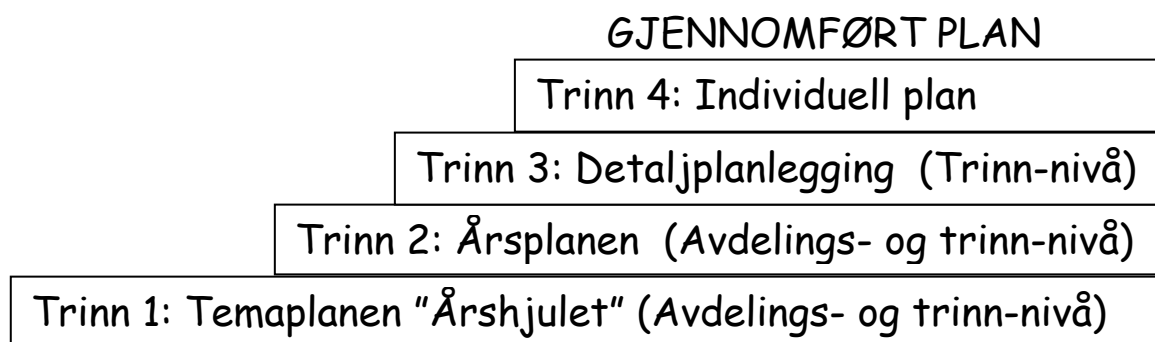 GJENNOMFØRT PLAN
Trinn 4: Individuell plan
Trinn 3: Detaljplanlegging (Trinn-nivå)
Trinn 2: Årsplanen (Avdelings- og trinn-nivå)
Trinn 1: Temaplanen ”Årshjulet” (Avdelings- og trinn-nivå)